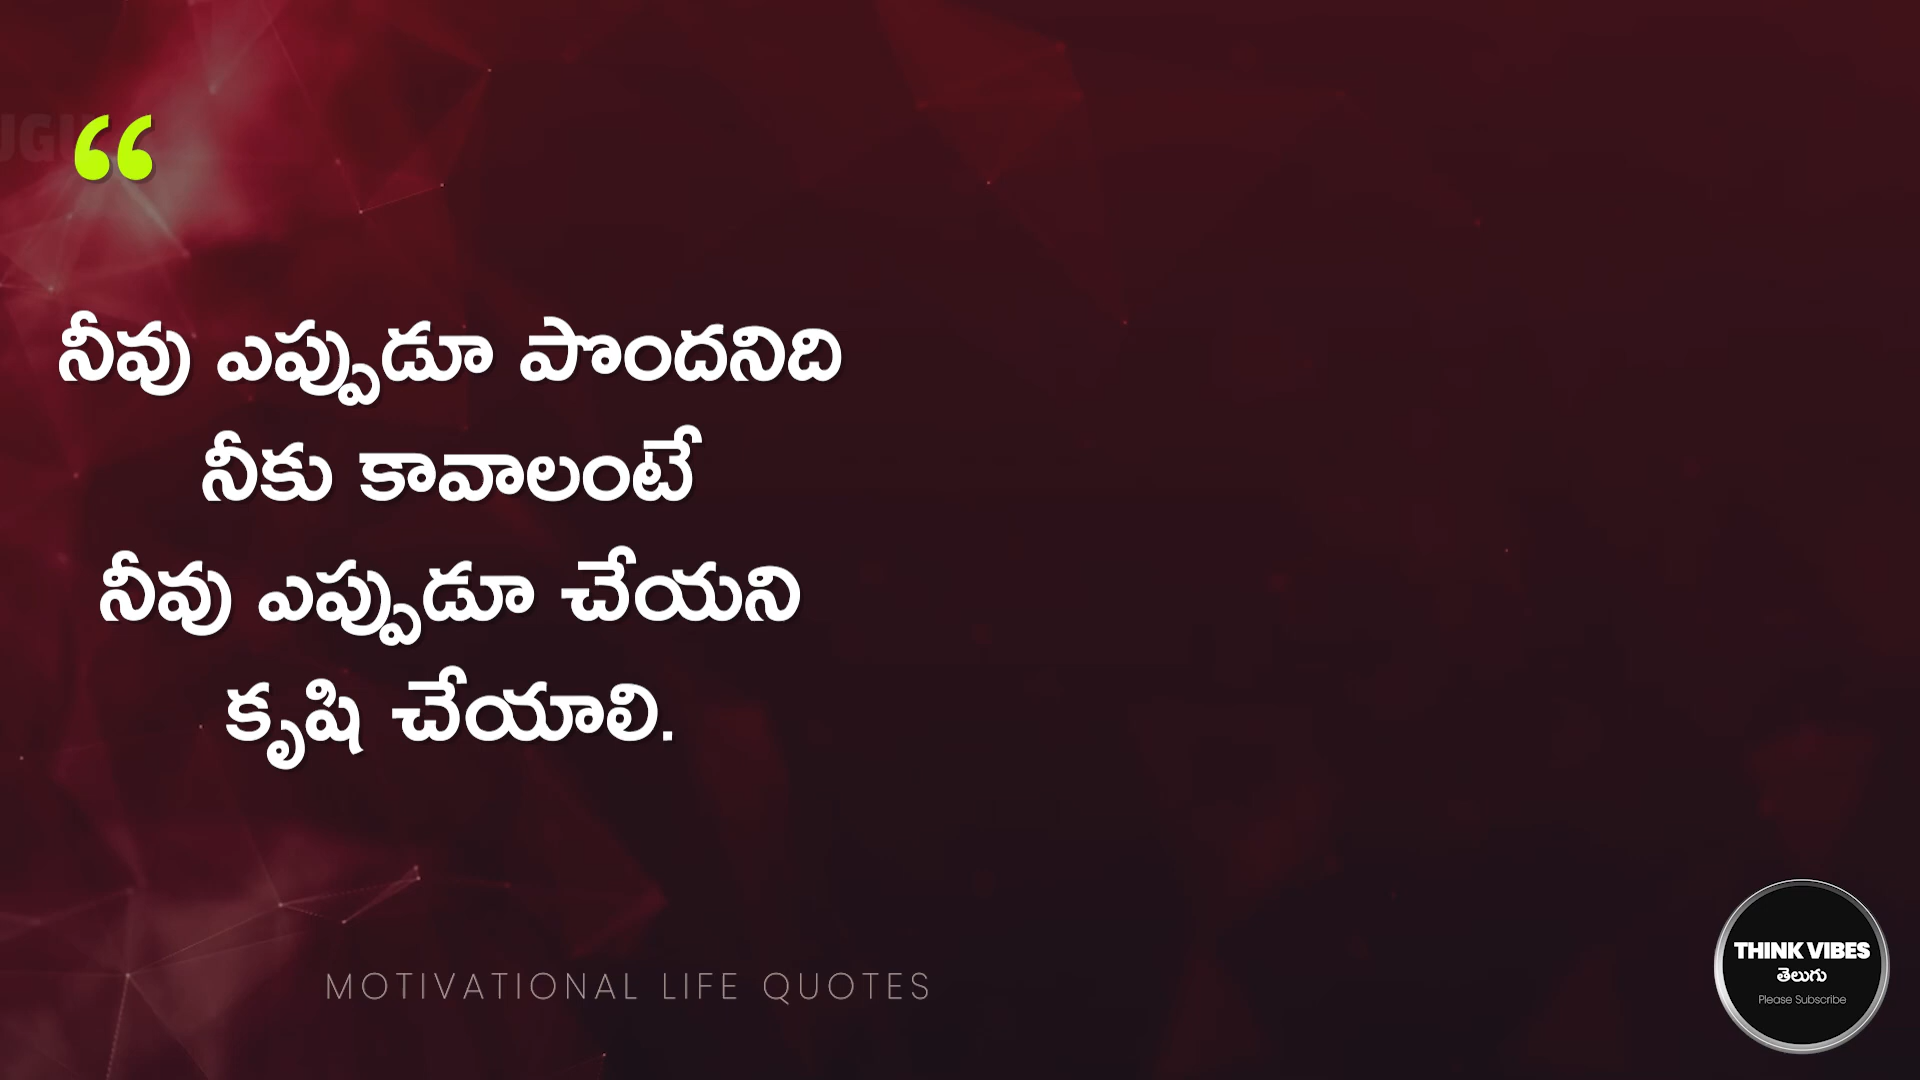 “
నీవు ఎప్పుడూ పొందనిది
నీకు కావాలంటే
నీవు ఎప్పుడూ చేయని
కృషి చేయాలి.
MOTIVATIONAL LIFE QUOTES
THINK VIBES
తెలుగు
Please Subscribe